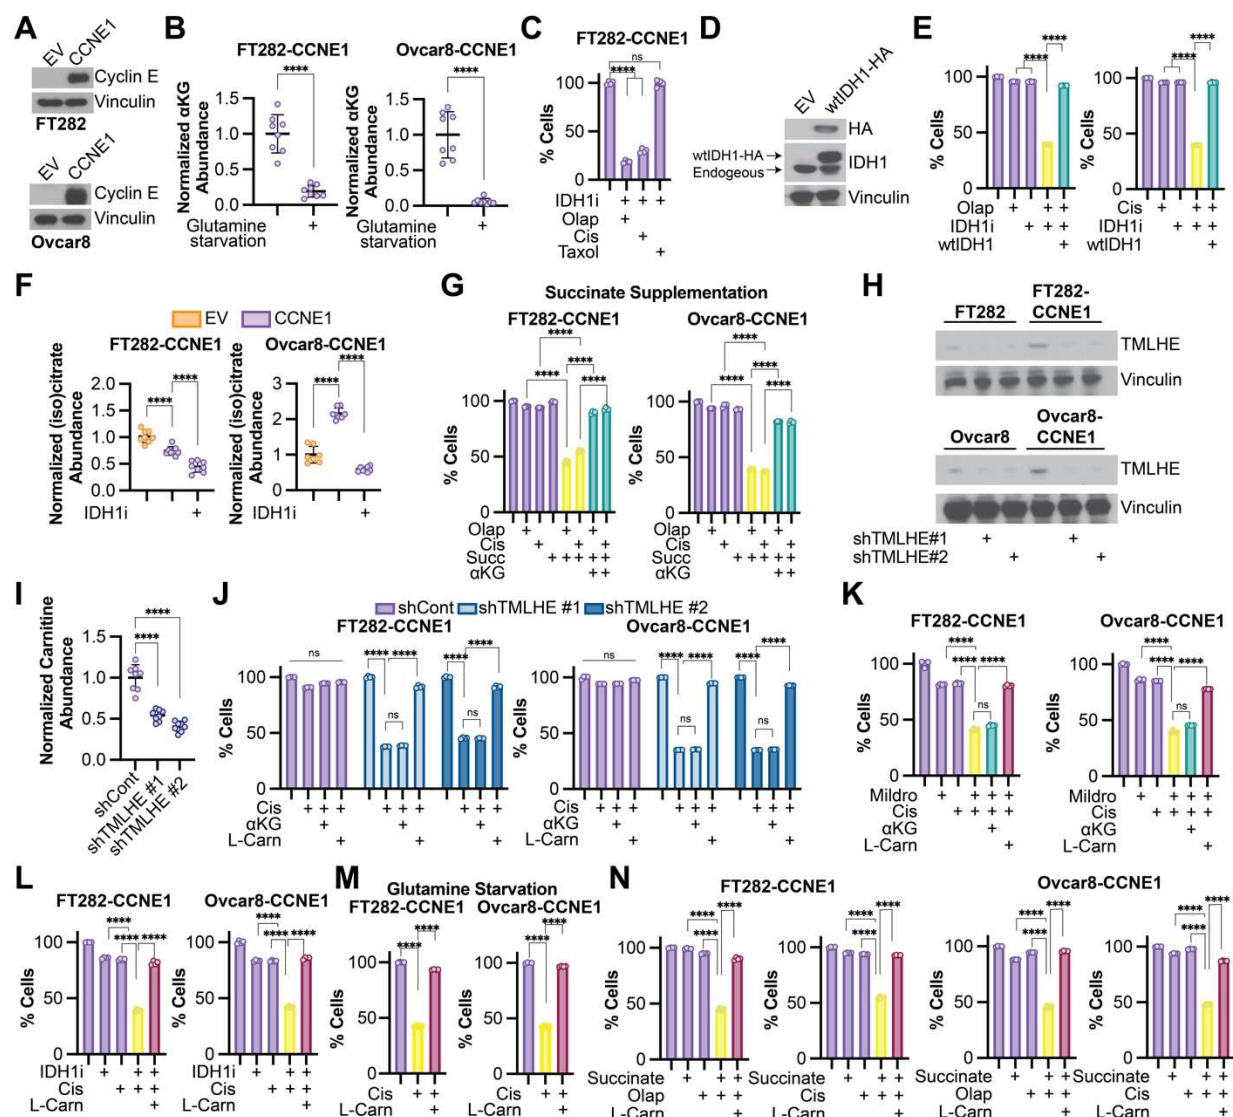 A
EV
CCNE1
Cyclin E
Vinculin
FT282
EV
CCNE1
Cyclin E
Vinculin
Ovcar8
B
FT282-CCNE1
****
Normalized αKG
Abundance
1.5
1.0
0.5
0.0
Glutamine
starvation
+
Ovcar8-CCNE1
****
Normalized αKG
Abundance
1.5
1.0
0.5
0.0
Glutamine
starvation
+
C
FT282-CCNE1
ns
****
% Cells
100
50
0
IDH1i + + +
Olap +
Cis +
Taxol +
D
EV
wtIDH1-HA
HA
wtIDH1-HA
Endogeous
IDH1
Vinculin
E
****
****
% Cells
100
50
0
Olap + + +
IDH1i + + +
wtIDH1 +
****
****
% Cells
100
50
0
Cis + + +
IDH1i + + +
wtIDH1 +
F
EV CCNE1
FT282-CCNE1
****
****
Normalized (iso)citrate
Abundance
2.0
1.5
1.0
0.5
0.0
IDH1i +
Ovcar8-CCNE1
****
****
Normalized (iso)citrate
Abundance
3
2
1
0
IDH1i +
G
Succinate Supplementation
FT282-CCNE1
****
****
****
****
% Cells
100
50
0
Olap + + +
Cis + + +
Succ + + + + +
αKG + +
Ovcar8-CCNE1
****
****
****
****
% Cells
100
50
0
Olap + + +
Cis + + +
Succ + + + + +
αKG + +
H
FT282
FT282-
CCNE1
TMLHE
Vinculin
Ovcar8
Ovcar8-
CCNE1
TMLHE
Vinculin
shTMLHE#1 + +
shTMLHE#2 + +
I
****
****
Normalized Carnitine
Abundance
1.5
1.0
0.5
0.0
shCont
shTMLHE #1
shTMLHE #2
J
shCont shTMLHE #1 shTMLHE #2
FT282-CCNE1
ns
**** ****
ns
**** ****
ns
% Cells
100
50
0
Cis + + + + + + + + +
αKG + + +
L-Carn + + +
Ovcar8-CCNE1
ns
**** ****
ns
**** ****
ns
% Cells
100
50
0
Cis + + + + + + + + +
αKG + + +
L-Carn + + +
K
FT282-CCNE1
****
**** ****
ns
% Cells
100
50
0
Mildro + + + +
Cis + + + +
αKG +
L-Carn +
Ovcar8-CCNE1
****
**** ****
ns
% Cells
100
50
0
Mildro + + + +
Cis + + + +
αKG +
L-Carn +
L
FT282-CCNE1
****
**** ****
% Cells
100
50
0
IDH1i + + +
Cis + + +
L-Carn +
Ovcar8-CCNE1
****
**** ****
% Cells
100
50
0
IDH1i + + +
Cis + + +
L-Carn +
M
Glutamine Starvation
FT282-CCNE1
****
****
% Cells
100
50
0
Cis + +
L-Carn +
Ovcar8-CCNE1
****
****
% Cells
100
50
0
Cis + +
L-Carn +
N
FT282-CCNE1
****
****
****
% Cells
100
50
0
Succinate + + +
Olap + + +
L-Carn +
****
****
****
% Cells
100
50
0
Succinate + + +
Cis + + +
L-Carn +
Ovcar8-CCNE1
****
****
****
% Cells
100
50
0
Succinate + + +
Olap + + +
L-Carn +
****
****
****
% Cells
100
50
0
Succinate + + +
Cis + + +
L-Carn +